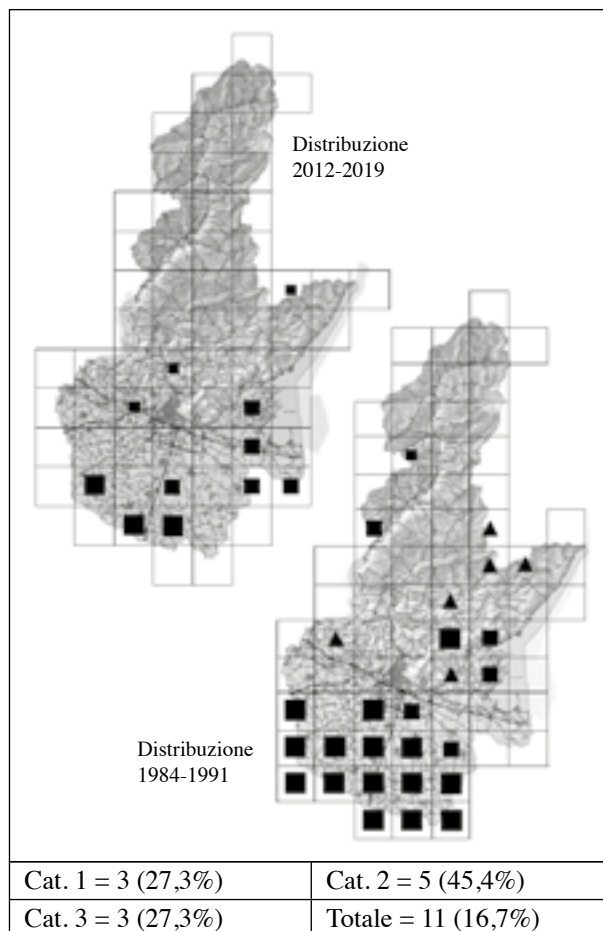 Distribuzione
2012-2019
Distribuzione
1984-1991
Cat. 1 = 3 (27,3%)
Cat. 2 = 5 (45,4%)
Cat. 3 = 3 (27,3%)
Totale = 11 (16,7%)